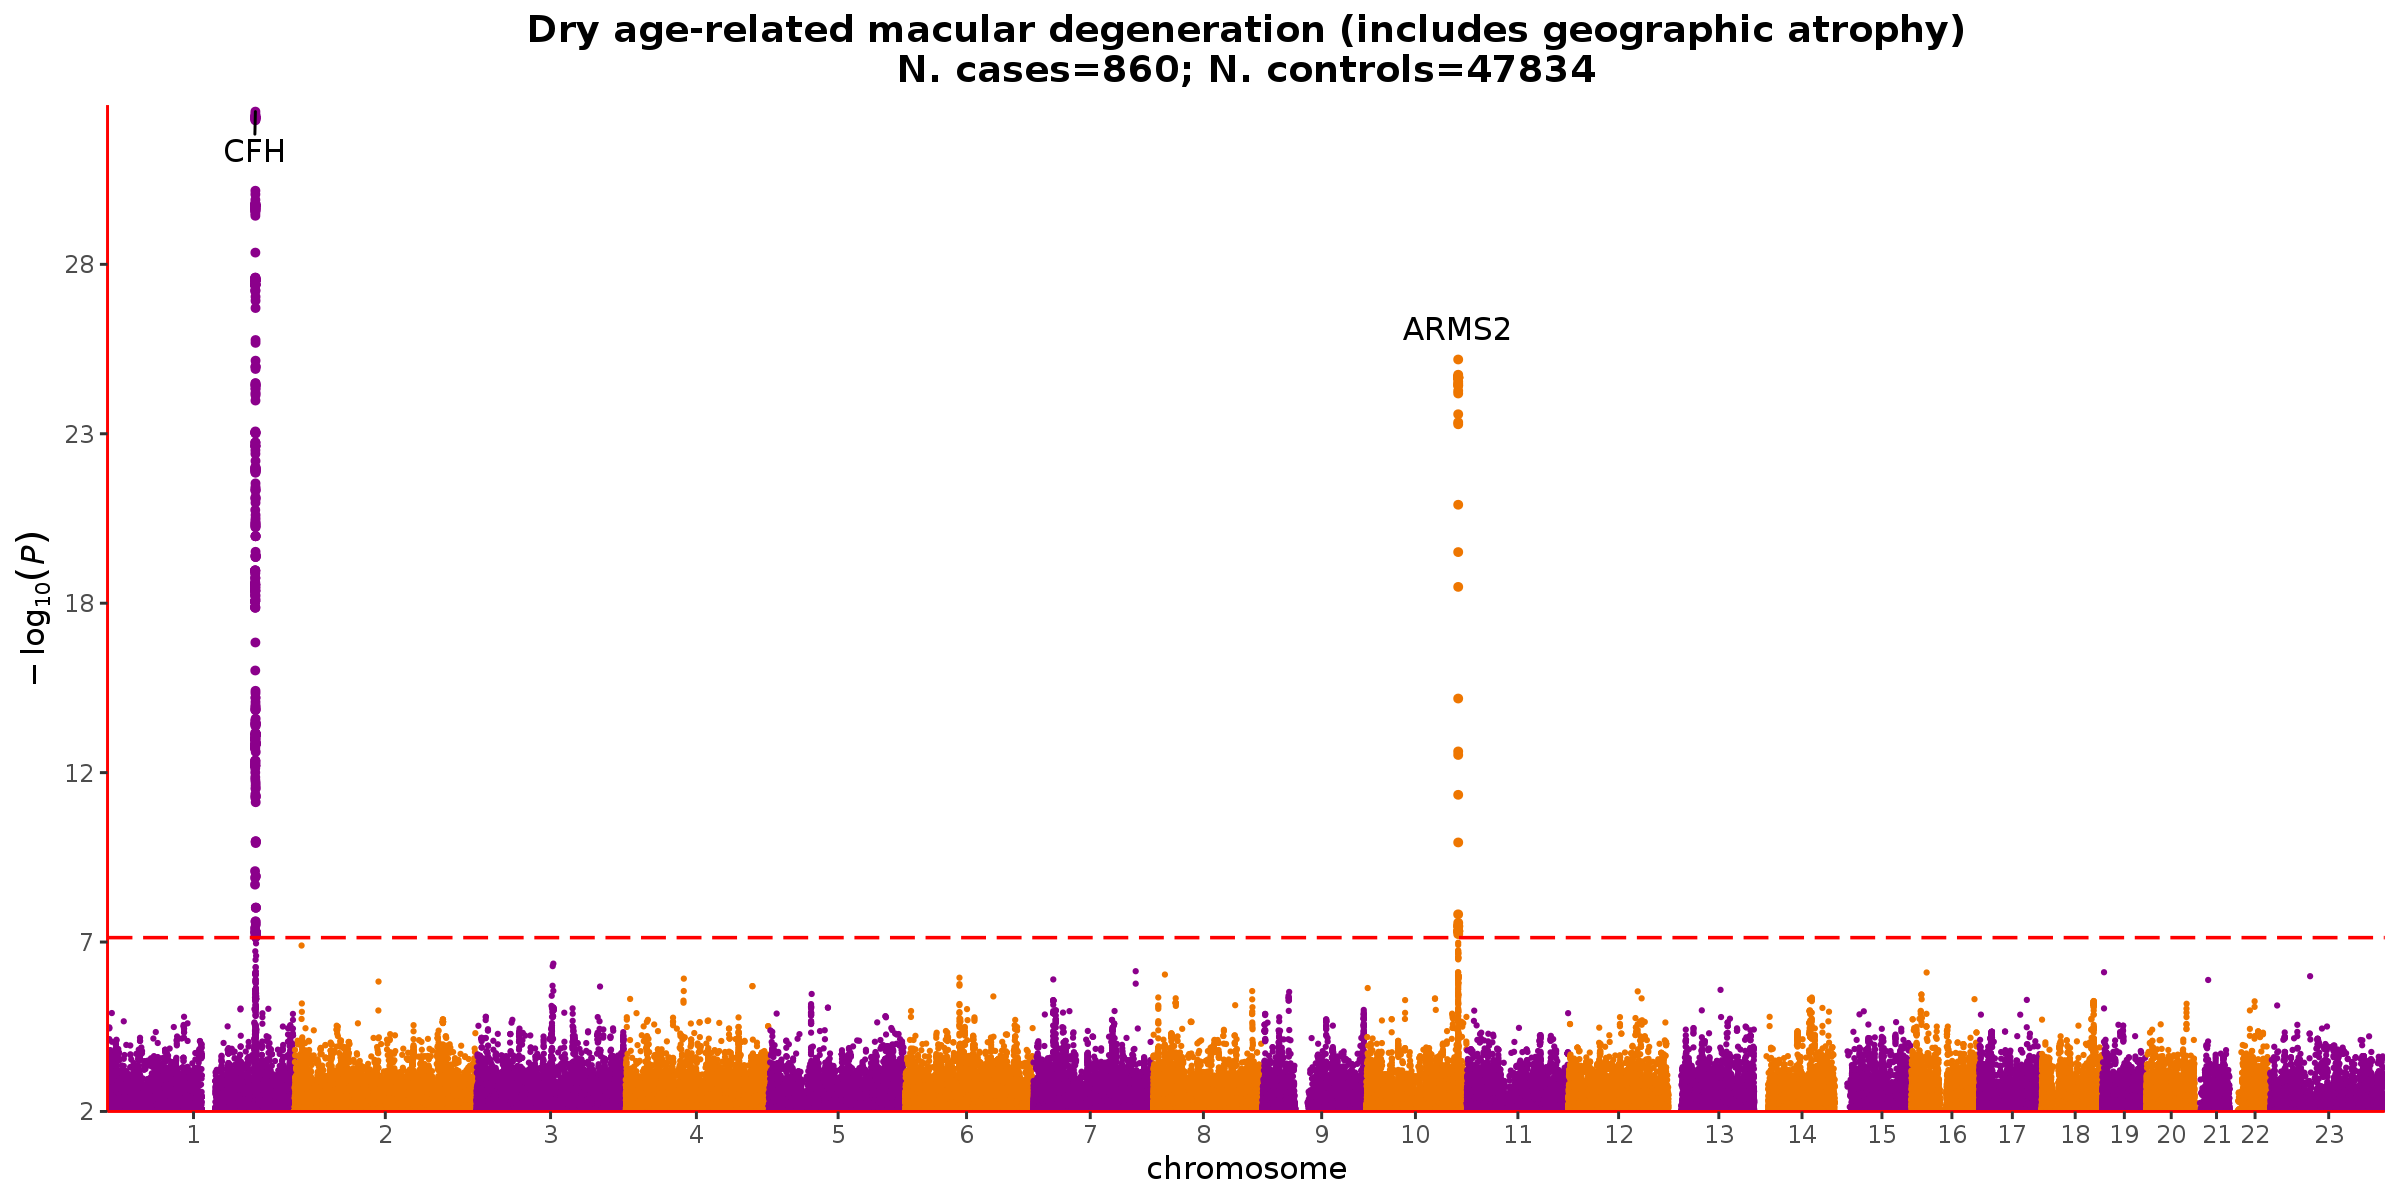 Dry age-related macular degeneration (includes geographic atrophy)
N. cases=860; N. controls=47834
CFH
ARMS2
28
23
18
12
7
2
−log₁₀(P)
1 2 3 4 5 6 7 8 9 10 11 12 13 14 15 16 17 18 19 20 21 22 23
chromosome